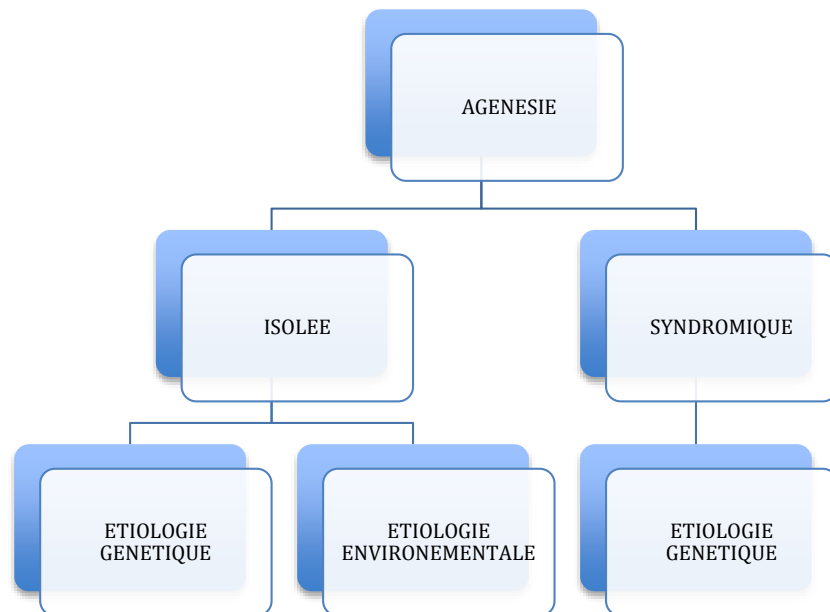 AGENESIE
ISOLEE
SYNDROMIQUE
ETIOLOGIE
GENETIQUE
ETIOLOGIE
ENVIRONEMENTALE
ETIOLOGIE
GENETIQUE